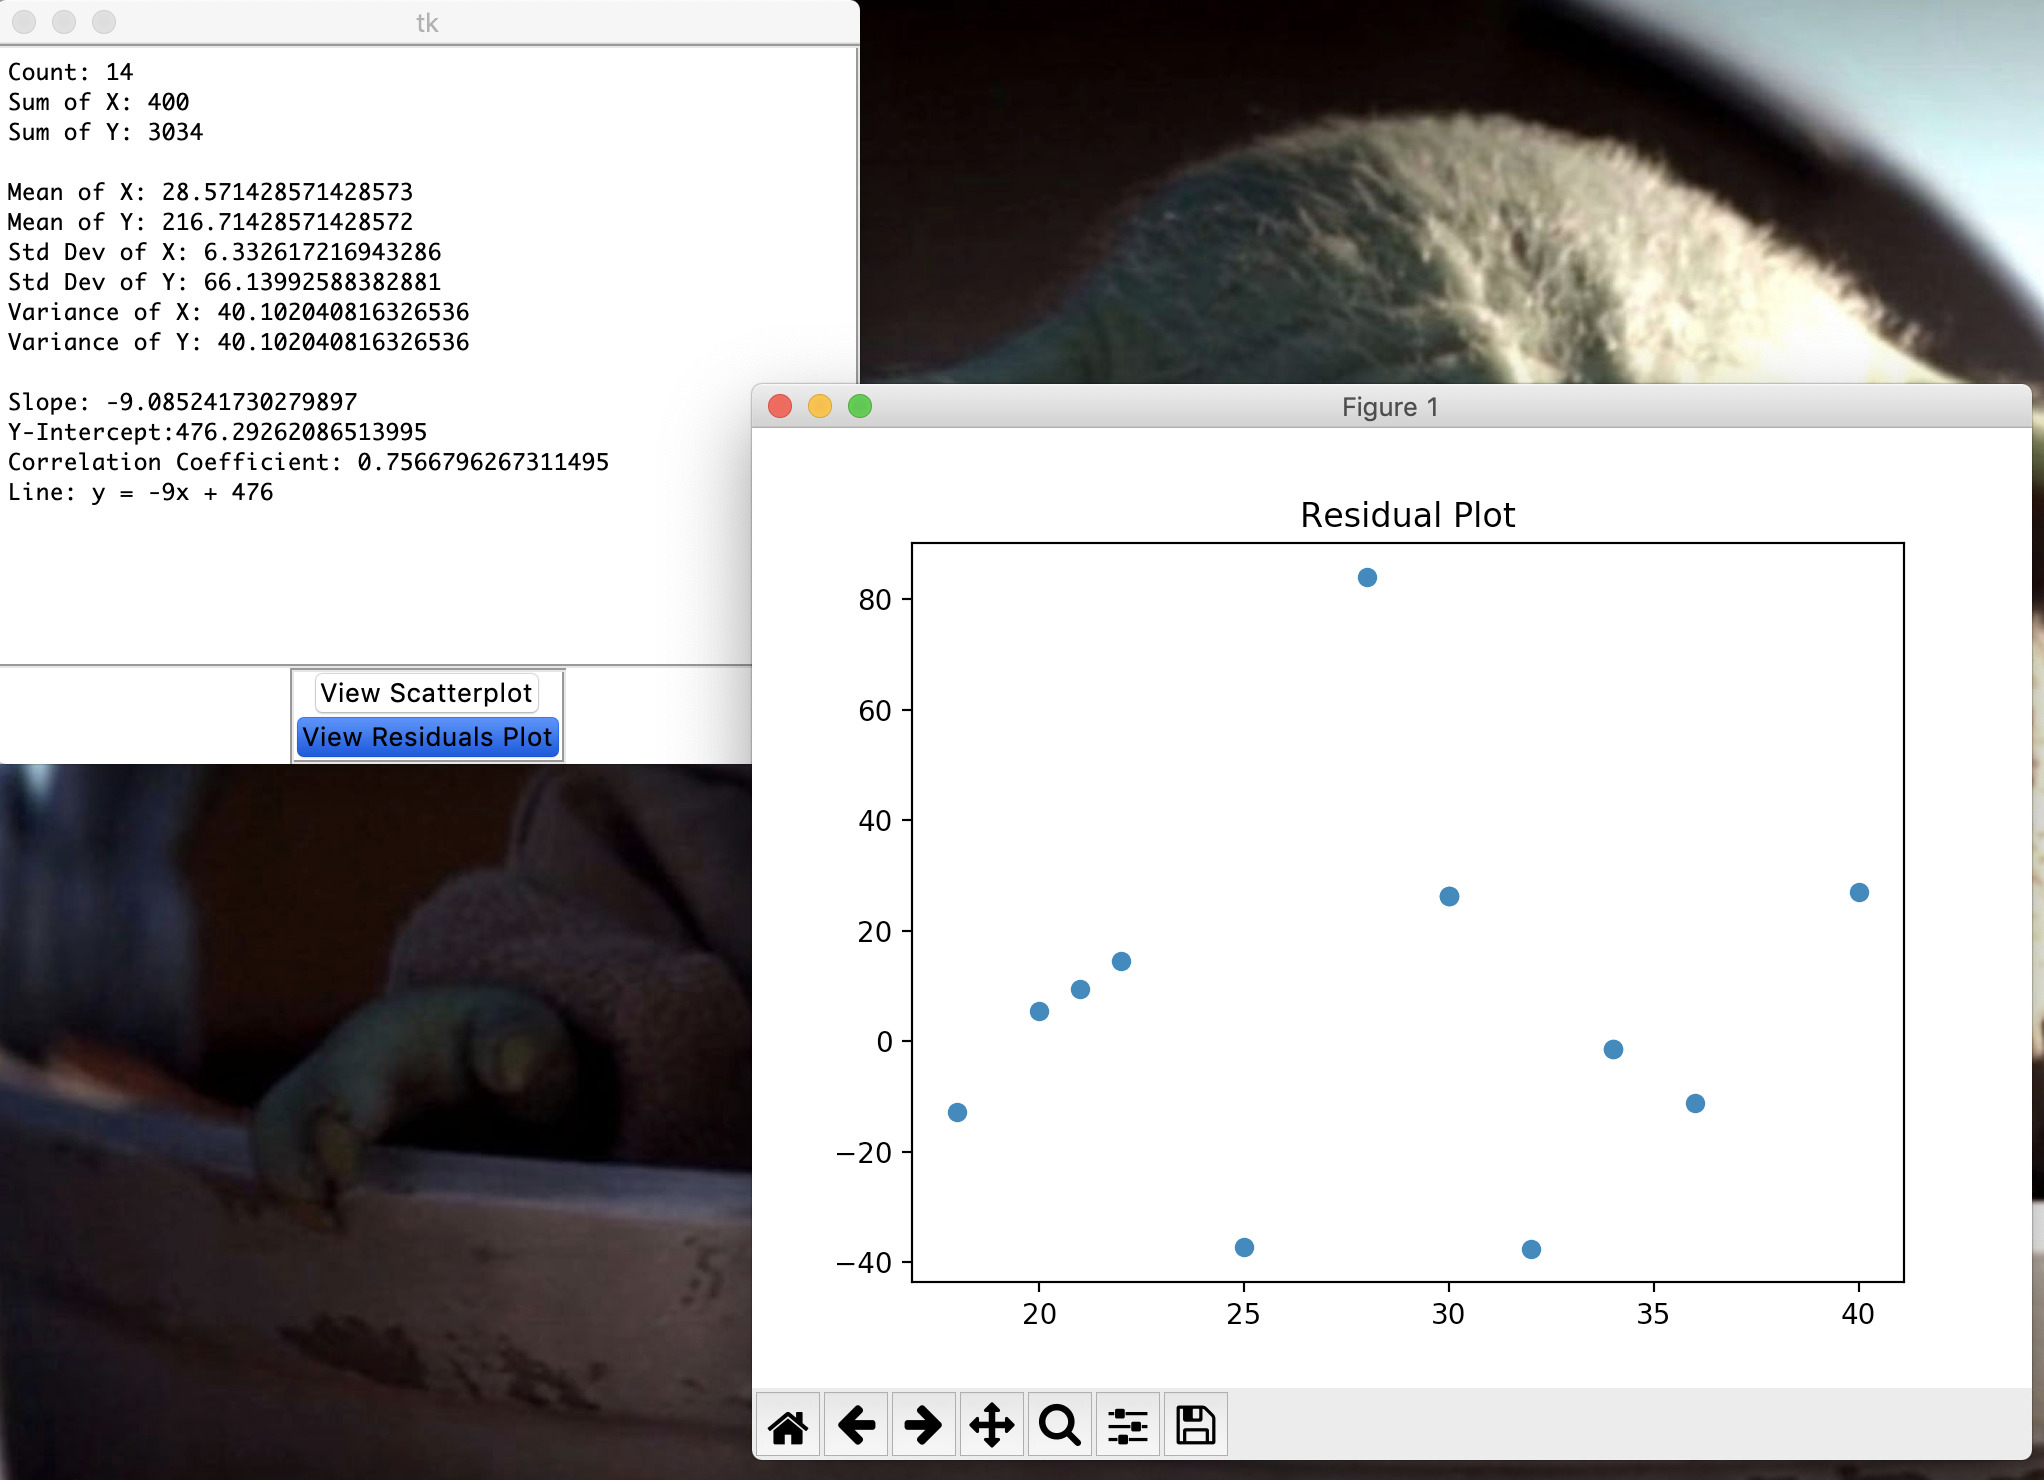 tk
Count: 14
Sum of X: 400
Sum of Y: 3034
Mean of X: 28.571428571428573
Mean of Y: 216.71428571428572
Std Dev of X: 6.332617216943286
Std Dev of Y: 66.13992588382881
Variance of X: 40.102040816326536
Variance of Y: 40.102040816326536
Slope: -9.085241730279897
Y-Intercept:476.29262086513995
Correlation Coefficient: 0.7566796267311495
Line: y = -9x + 476
View Scatterplot
View Residuals Plot
Figure 1
Residual Plot
80
60
40
20
0
−20
−40
20 25 30 35 40